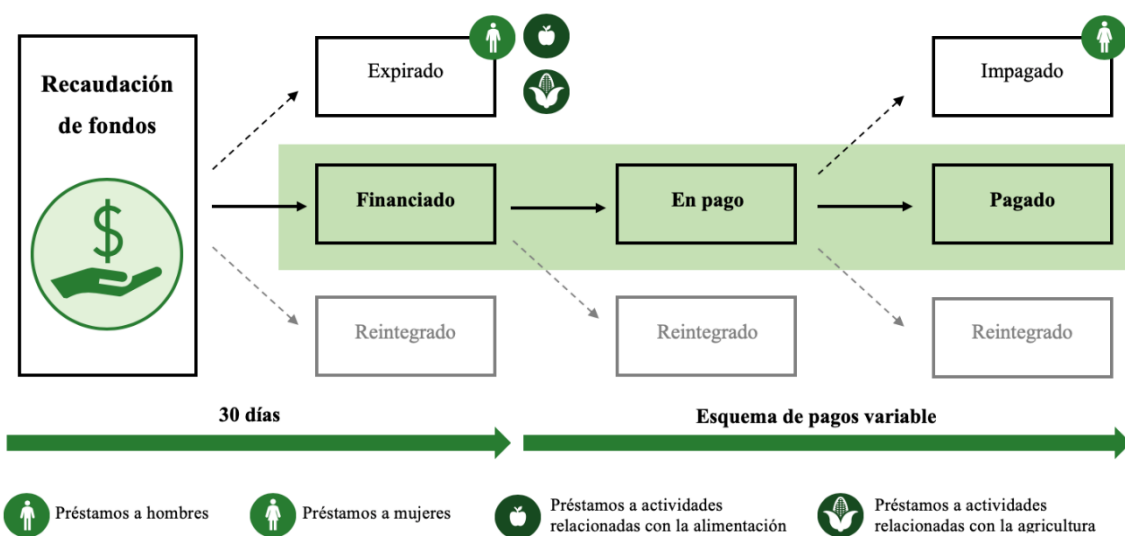 Recaudación
de fondos
$
Expirado
Impagado
Financiado
En pago
Pagado
Reintegrado
Reintegrado
Reintegrado
30 días
Esquema de pagos variable
Préstamos a hombres
Préstamos a mujeres
Préstamos a actividades
relacionadas con la alimentación
Préstamos a actividades
relacionadas con la agricultura